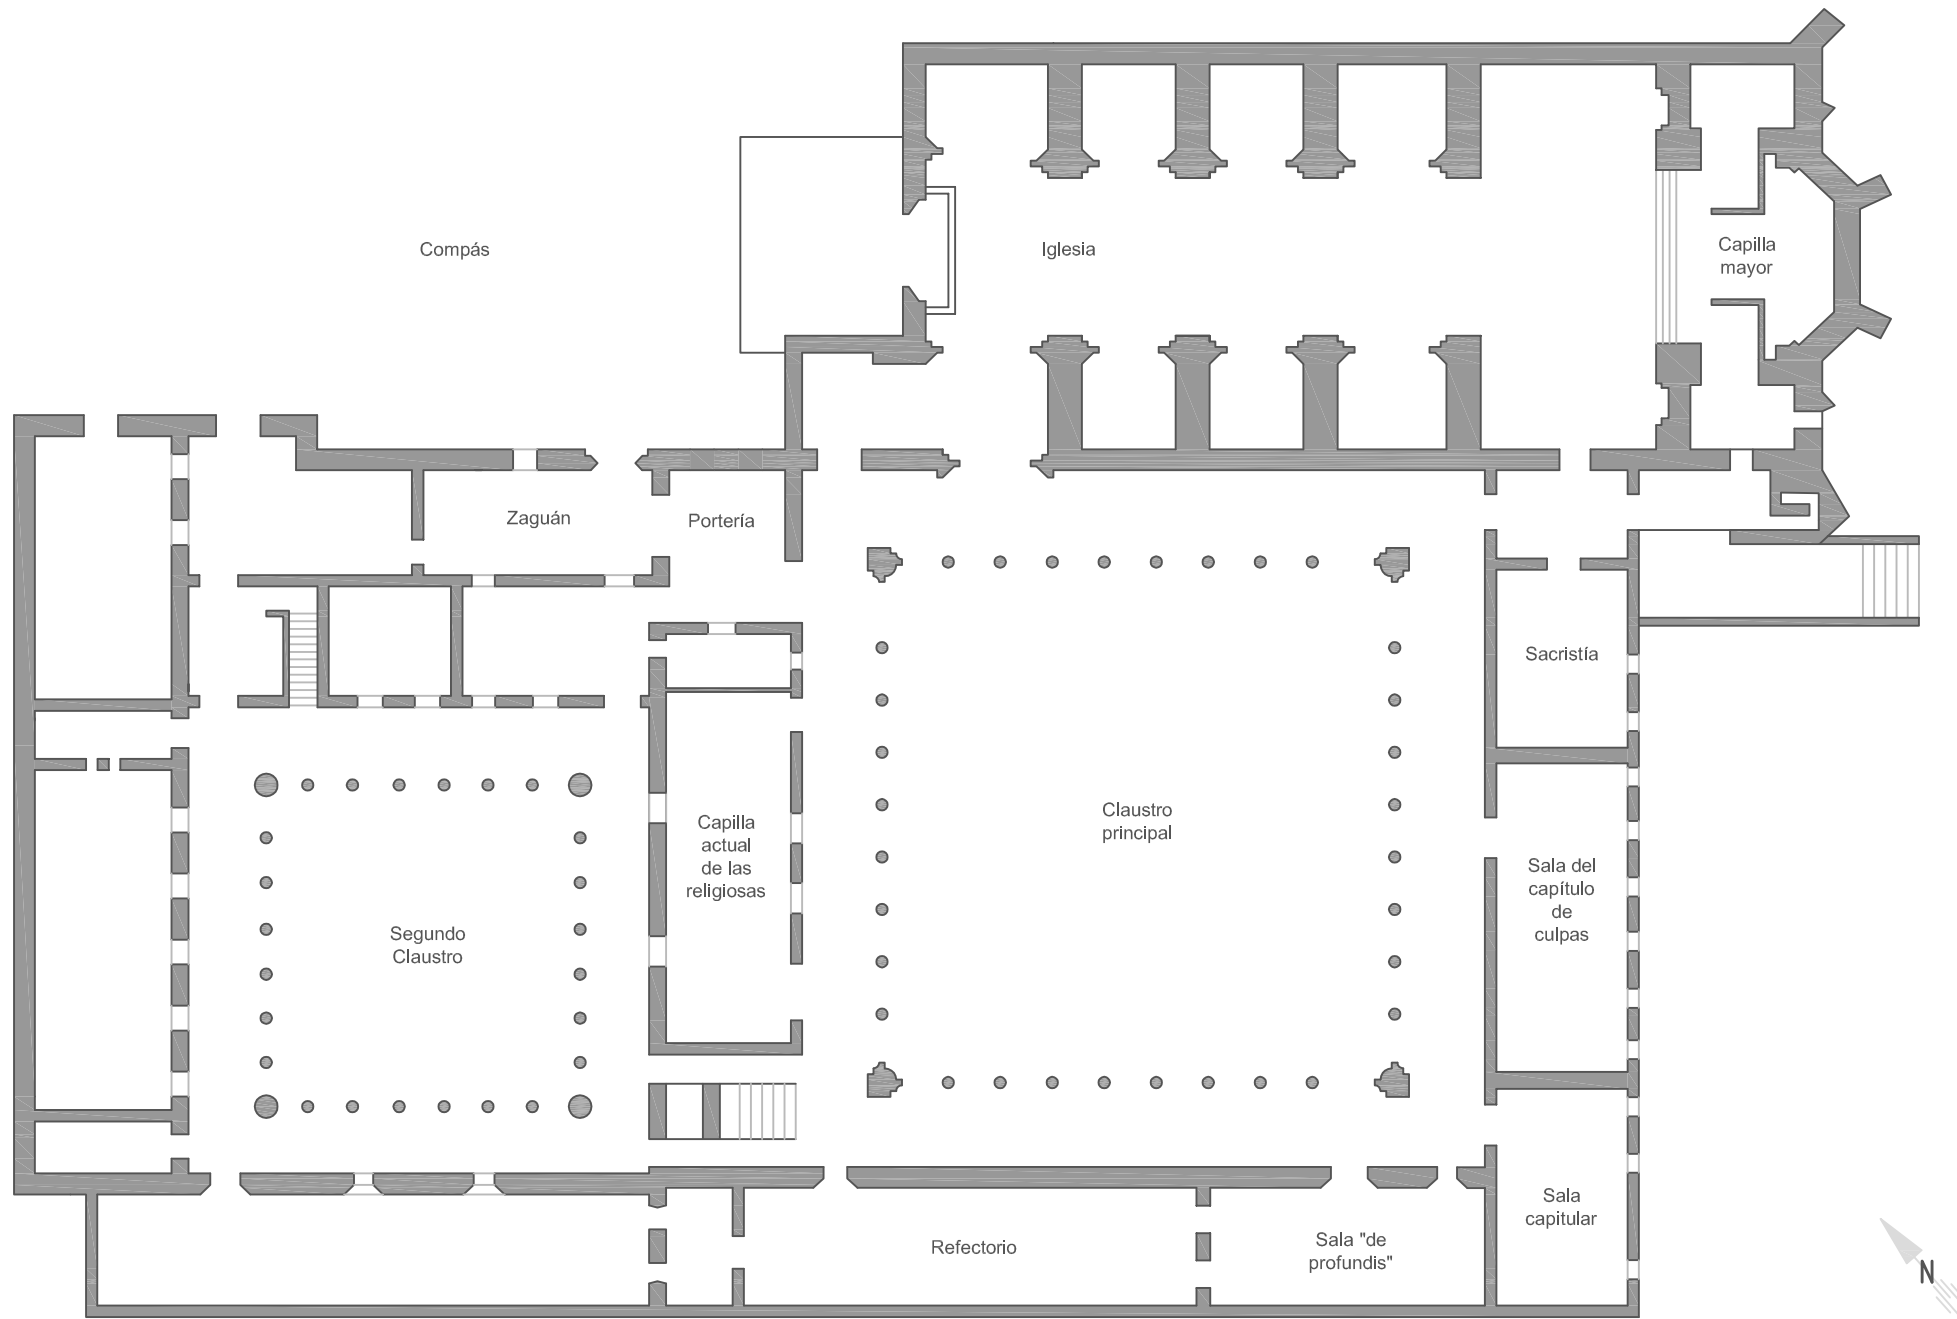 Compás
Iglesia
Capilla
mayor
Zaguán
Portería
Sacristía
Claustro
principal
Capilla
actual
de las
religiosas
Segundo
Claustro
Sala del
capítulo
de
culpas
Sala
capitular
Refectorio
Sala "de
profundis"
N